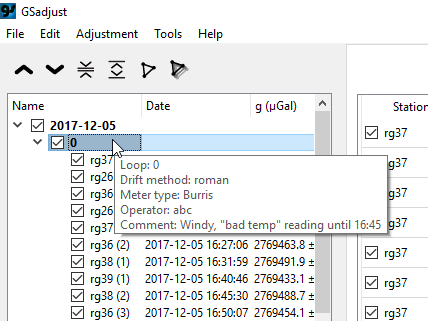 GSadjust
File Edit Adjustment Tools Help
Name Date g (µGal)
Station
2017-12-05
0
rg37
rg37
Loop: 0
rg26
Drift method: roman
rg37
rg26
Meter type: Burris
rg37
Operator: abc
rg37
rg36
Comment: Windy, "bad temp" reading until 16:45
rg36 (2) 2017-12-05 16:27:06 2769463.8 ±
rg37
rg38 (1) 2017-12-05 16:31:59 2769491.9 ±
rg39 (1) 2017-12-05 16:40:46 2769433.1 ±
rg37
rg38 (2) 2017-12-05 16:45:30 2769488.7 ±
rg36 (3) 2017-12-05 16:50:07 2769454.1 ±
rg37